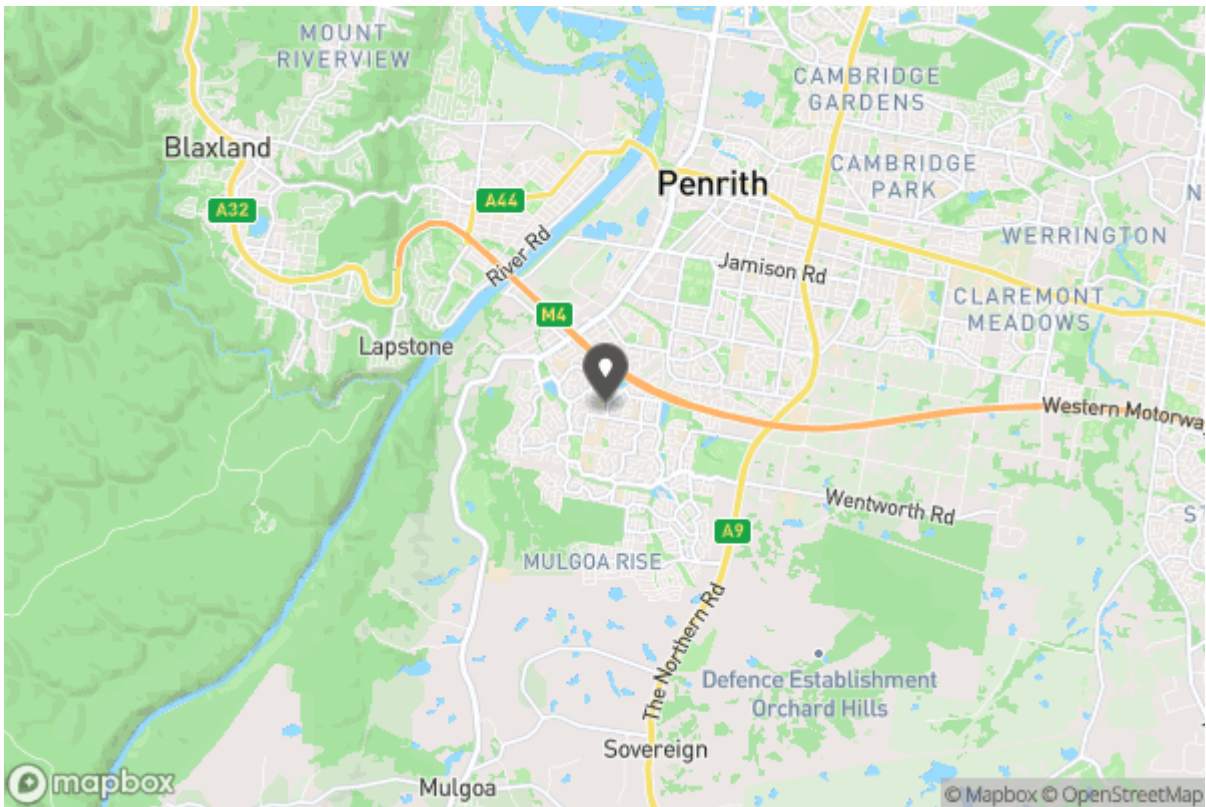 MOUNT
RIVERVIEW
CAMBRIDGE
GARDENS
Blaxland
CAMBRIDGE
PARK
Penrith
N
A44
A32
WERRINGTON
River Rd
Jamison Rd
CLAREMONT
MEADOWS
M4
Lapstone
Western Motorway
Wentworth Rd
ST
A9
MULGOA RISE
The Northern Rd
Defence Establishment
Orchard Hills
Sovereign
Mulgoa
mapbox
© Mapbox © OpenStreetMap